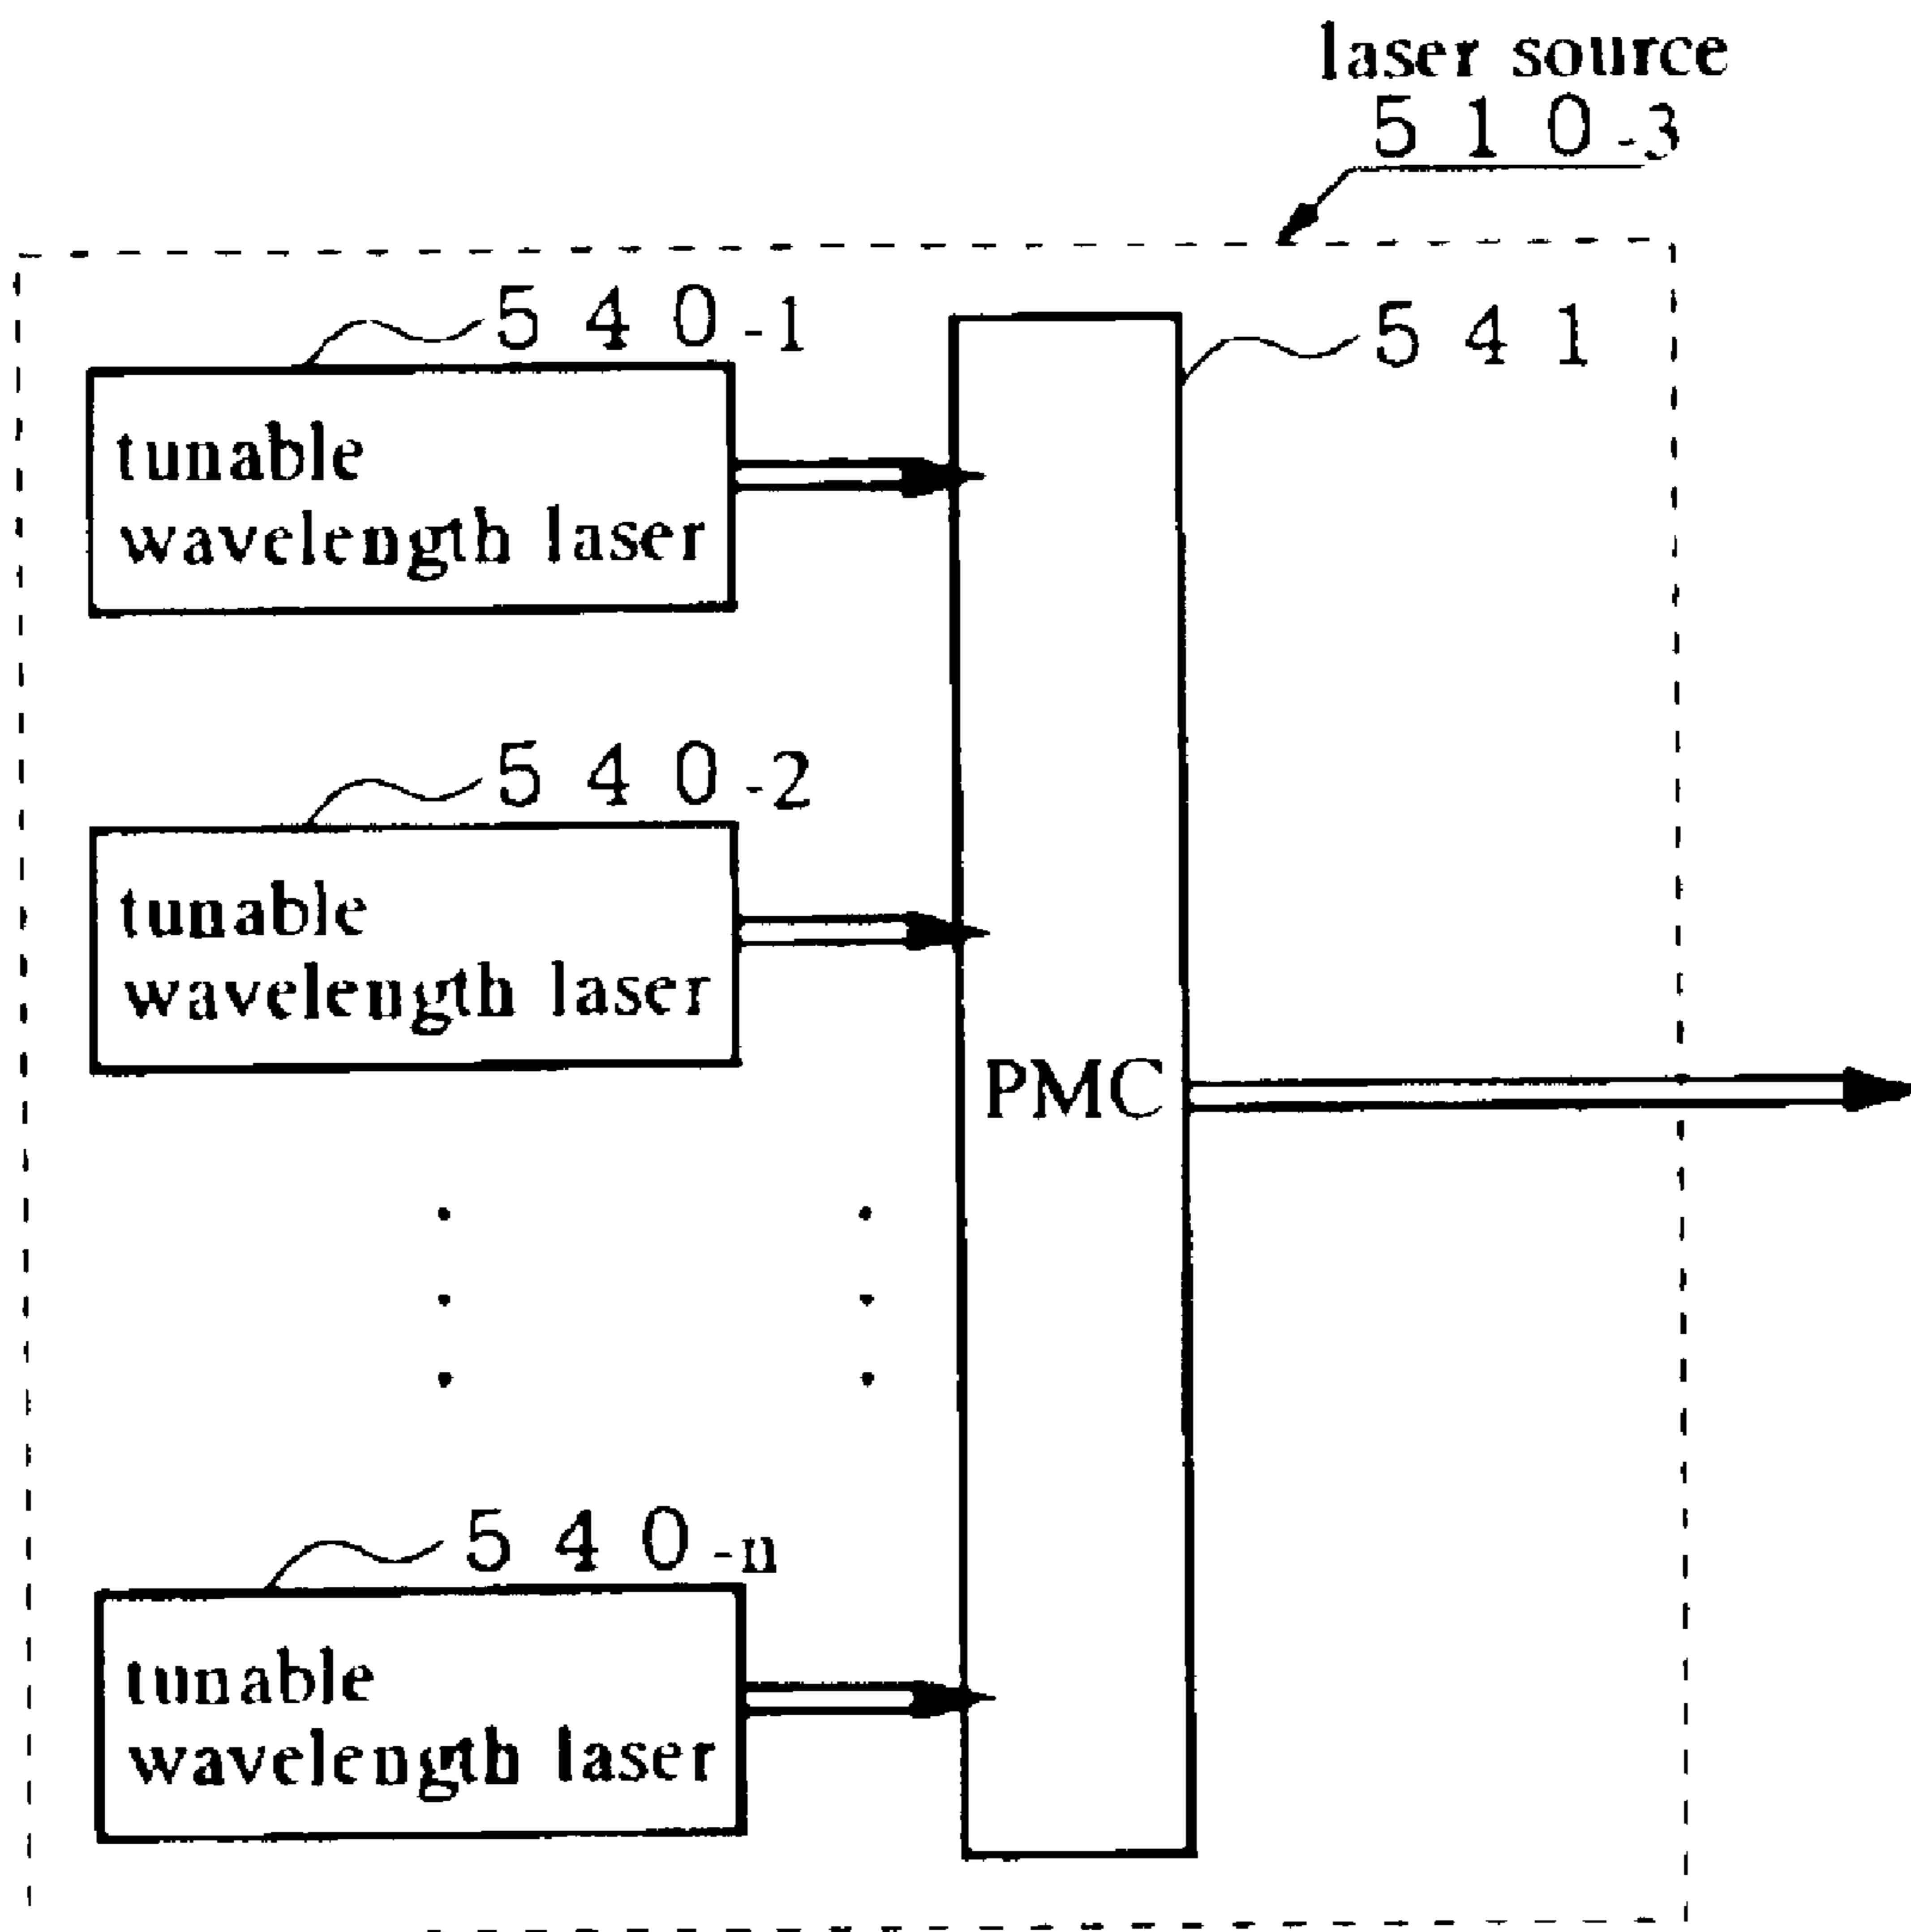 laser source
510-3
540-1
541
tunable
wavelength laser
540-2
tunable
wavelength laser
PMC
540-n
tunable
wavelength laser